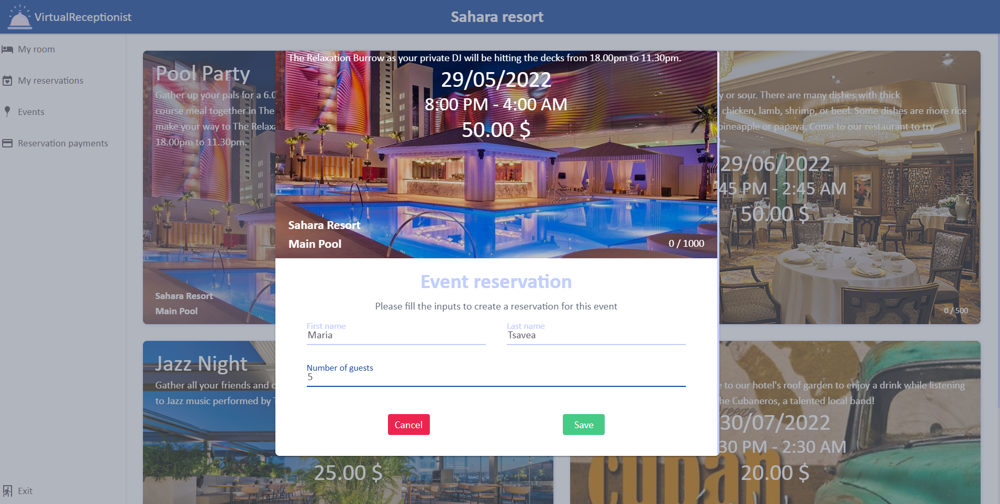 VirtualReceptionist
Sahara resort
My room
My reservations
Events
Reservation payments
Exit
Pool Party
Gather up your pals for a 6.0
course meal together in The
make your way to The Relaxa
18.00pm to 11.30pm.
Sahara Resort
Main Pool
The Relaxation Burrow as your private DJ will be hitting the decks from 18.00pm to 11.30pm.
29/05/2022
8:00 PM - 4:00 AM
50.00 $
Sahara Resort
Main Pool
0 / 1000
Event reservation
Please fill the inputs to create a reservation for this event
First name
Maria
Last name
Tsavea
Number of guests
5
Cancel
Save
y or sour. There are many dishes with thick
chicken, lamb, shrimp, or beef. Some dishes are more rice
pineapple or papaya. Come to our restaurant to try
29/06/2022
45 PM - 2:45 AM
50.00 $
0 / 500
Jazz Night
Gather all your friends and c
to Jazz music performed by T
25.00 $
e to our hotel's roof garden to enjoy a drink while listening
he Cubaneros, a talented local band!
30/07/2022
30 PM - 2:30 AM
20.00 $
cuban